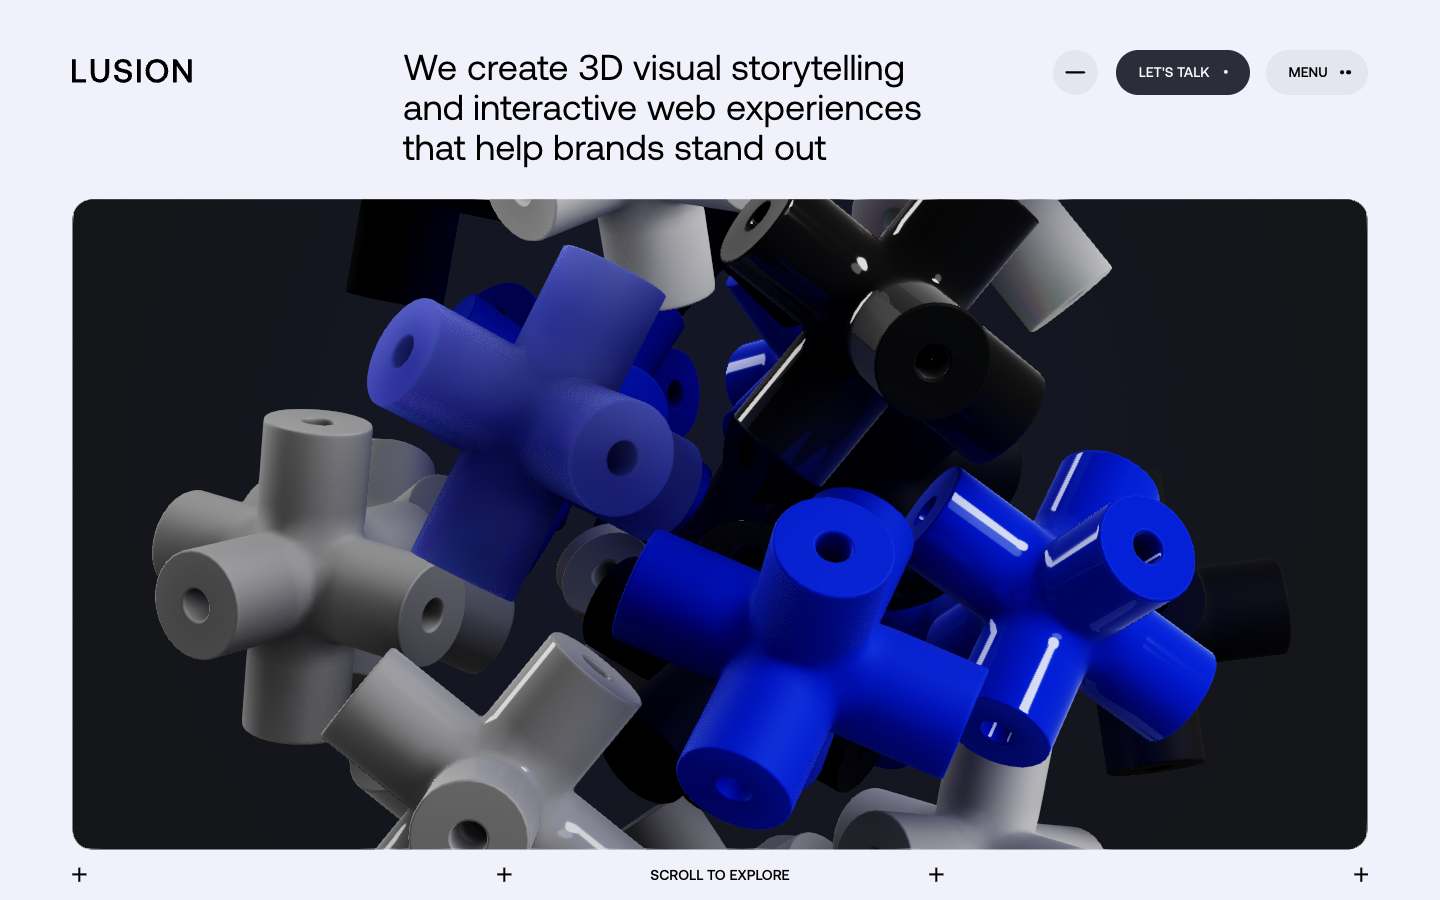 LUSION
We create 3D visual storytelling
and interactive web experiences
that help brands stand out
LET'S TALK
MENU
SCROLL TO EXPLORE